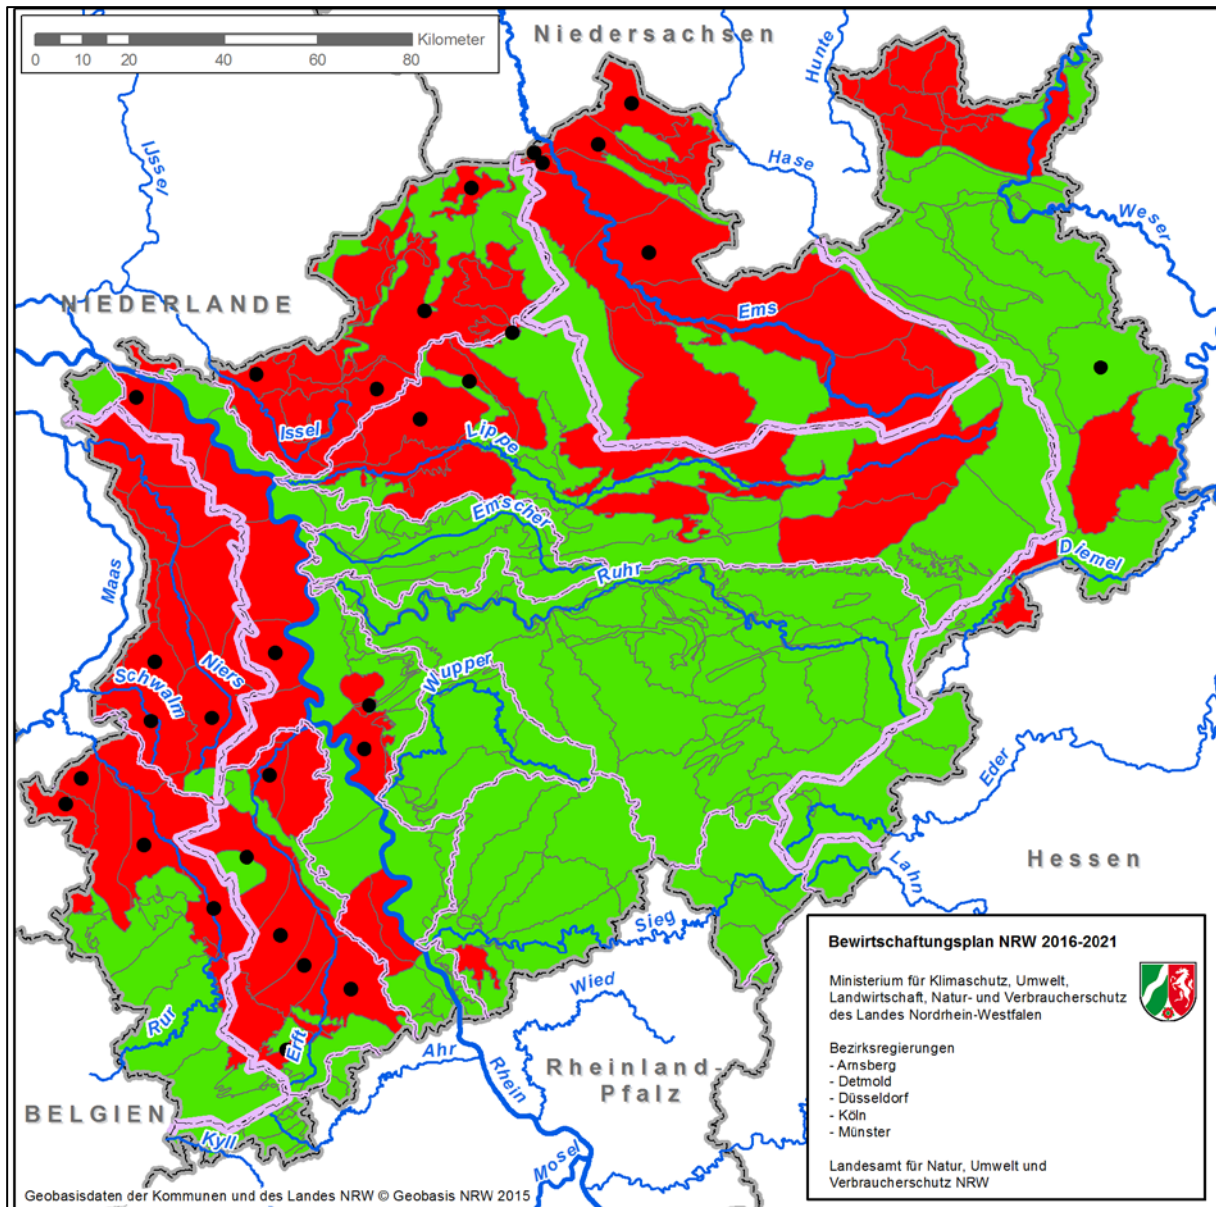 Kilometer
0 10 20 40 60 80
Niedersachsen
Hunte
IJssel
Hase
Weser
NIEDERLANDE
Ems
Issel
Lippe
Emscher
Maas
Ruhr
Diemel
Wupper
Niers
Schwalm
Eder
Lahn
Hessen
Sieg
Wied
Rur
Erft
Ahr
Rhein
Rheinland-
Pfalz
BELGIEN
Kyll
Mosel
Bewirtschaftungsplan NRW 2016-2021
Ministerium für Klimaschutz, Umwelt,
Landwirtschaft, Natur- und Verbraucherschutz
des Landes Nordrhein-Westfalen
Bezirksregierungen
- Arnsberg
- Detmold
- Düsseldorf
- Köln
- Münster
Landesamt für Natur, Umwelt und
Verbraucherschutz NRW
Geobasisdaten der Kommunen und des Landes NRW © Geobasis NRW 2015